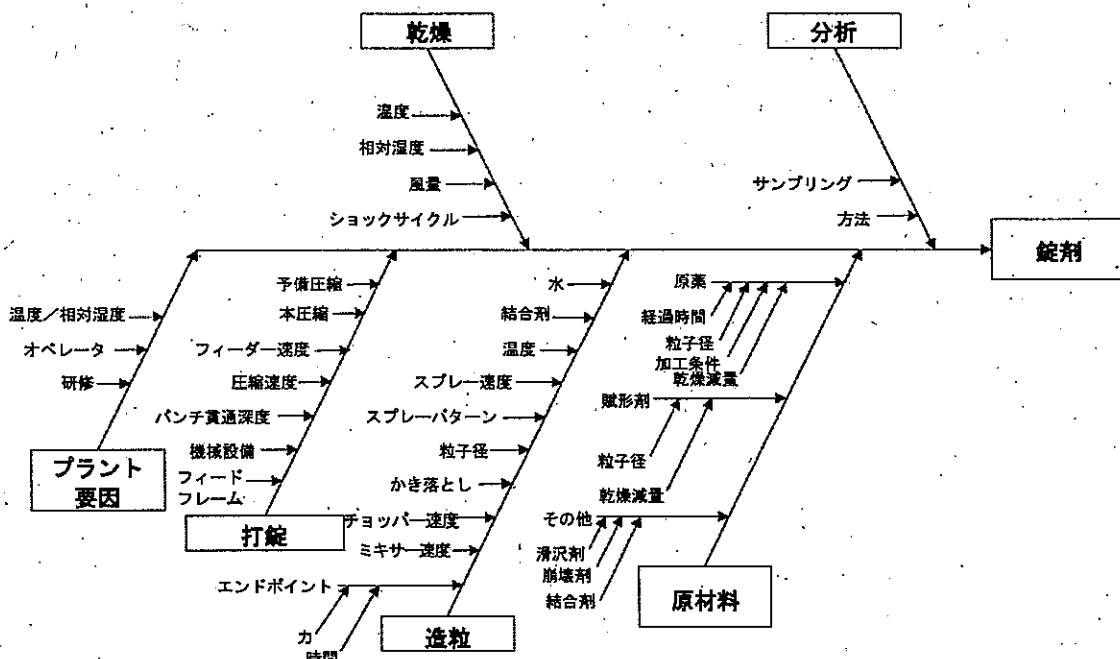 乾燥
分析
温度
相対湿度
風量
ショックサイクル
サンプリング
方法
錠剤
温度／相対湿度
オペレータ
研修
プラント
要因
予備圧縮
本圧縮
フィーダー速度
圧縮速度
パンチ貫通深度
機械設備
フィード
フレーム
打錠
水
結合剤
温度
スプレー速度
スプレーパターン
粒子径
かき落とし
チョッパー速度
ミキサー速度
エンドポイント
力
時間
造粒
原薬
経過時間
粒子径
加工条件
乾燥減量
賦形剤
粒子径
乾燥減量
その他
滑沢剤
崩壊剤
結合剤
原材料